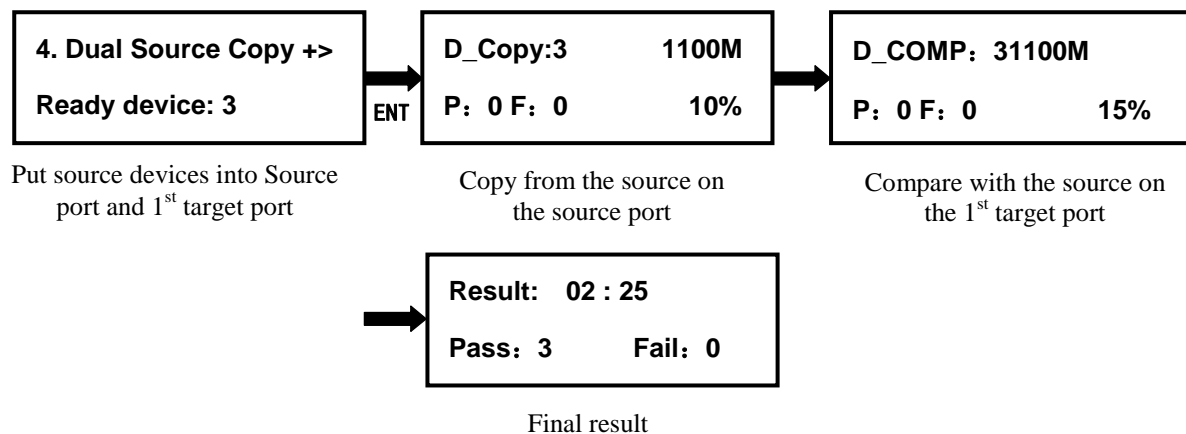 4. Dual Source Copy +>
Ready device: 3
ENT
D_Copy:3 1100M
P：0 F：0 10%
D_COMP：31100M
P：0 F：0 15%
Put source devices into Source
port and 1st target port
Copy from the source on
the source port
Compare with the source on
the 1st target port
Result: 02 : 25
Pass：3 Fail：0
Final result